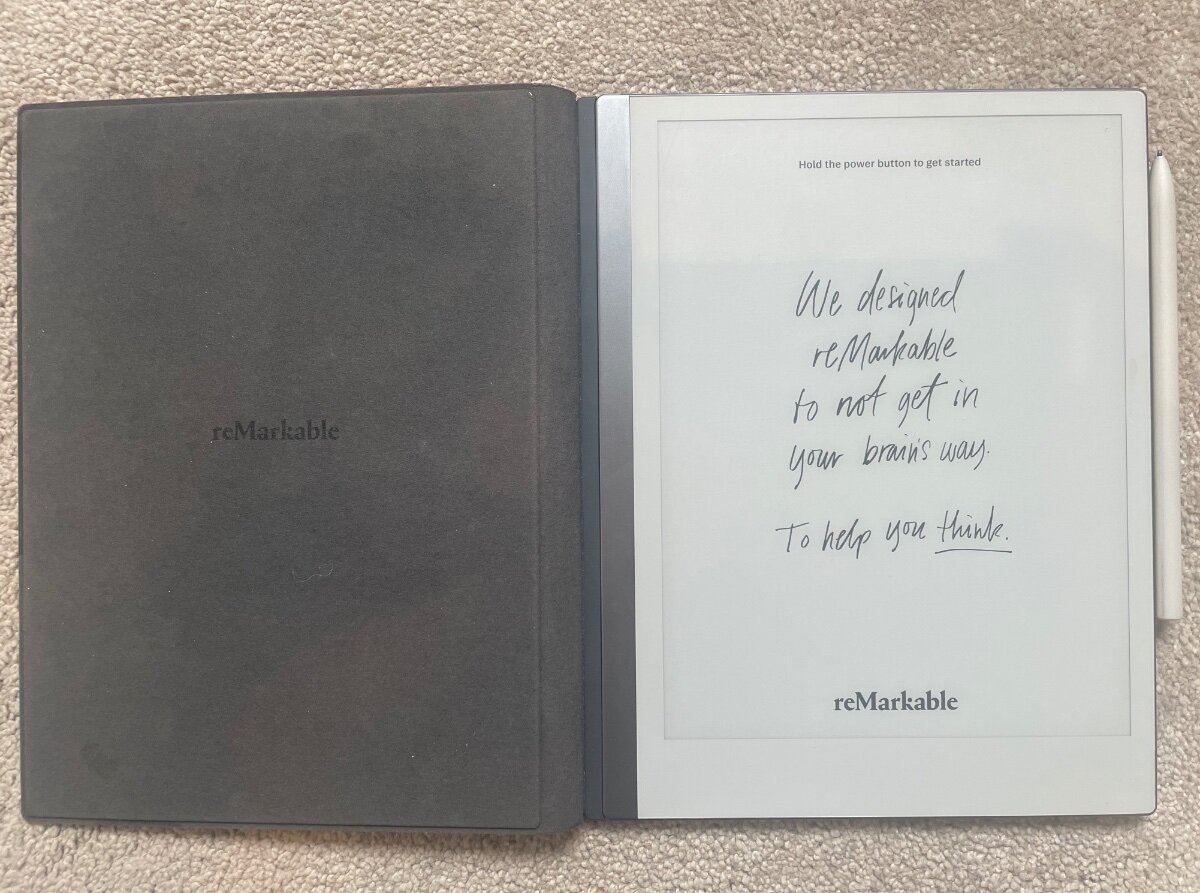 reMarkable
Hold the power button to get started
We designed
reMarkable
to not get in
your brain's way.
To help you think.
reMarkable